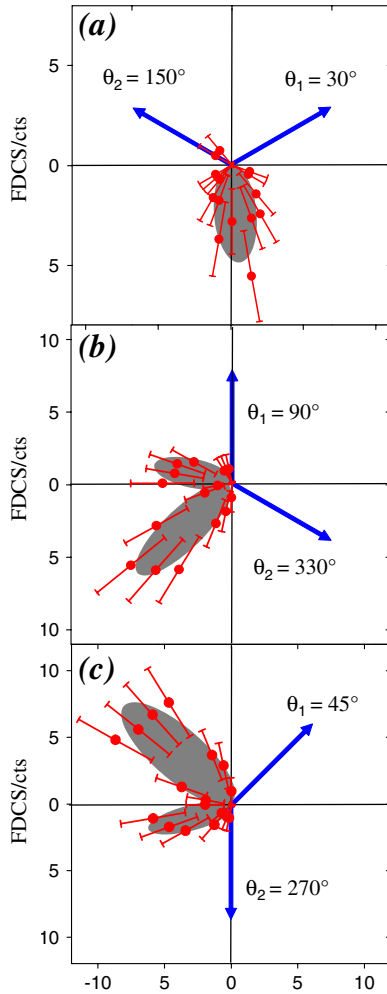 (a)
5
θ2 = 150°
θ1 = 30°
0
FDCS/cts
5
(b)
10
5
θ1 = 90°
0
FDCS/cts
θ2 = 330°
5
10
(c)
10
θ1 = 45°
5
0
FDCS/cts
5
θ2 = 270°
10
-10 -5 0 5 10